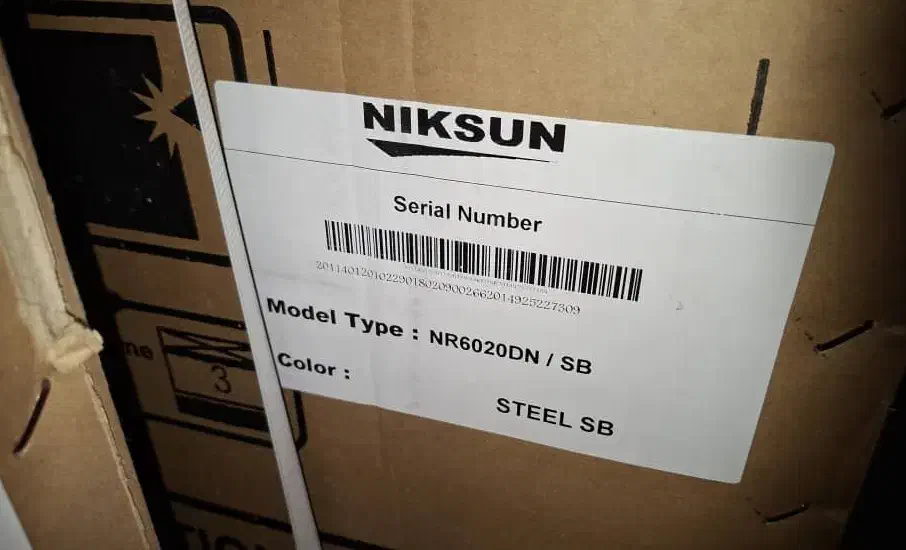 NIKSUN
Serial Number
Model Type : NR6020DN / SB
Color :
STEEL SB
3